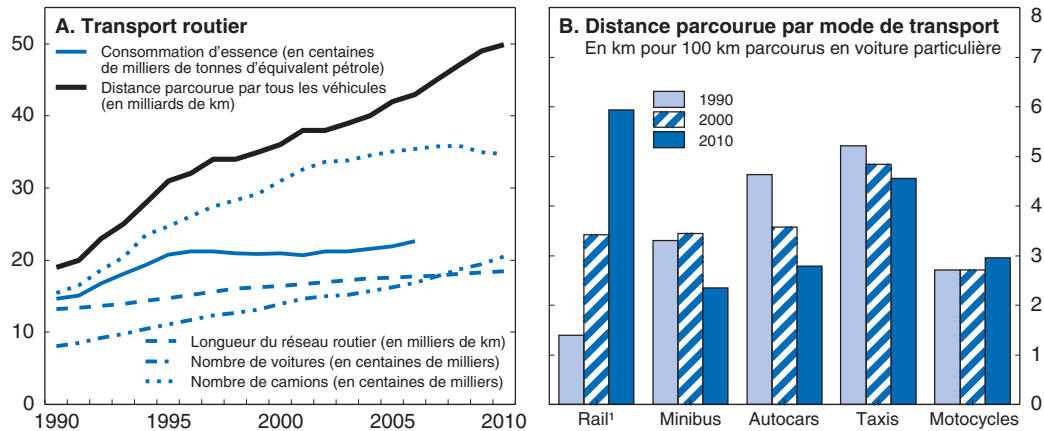 A. Transport routier
Consommation d'essence (en centaines
de milliers de tonnes d'équivalent pétrole)
Distance parcourue par tous les véhicules
(en milliards de km)
50
40
30
20
10
0
Longueur du réseau routier (en milliers de km)
Nombre de voitures (en centaines de milliers)
Nombre de camions (en centaines de milliers)
1990 1995 2000 2005 2010
B. Distance parcourue par mode de transport
En km pour 100 km parcourus en voiture particulière
1990
2000
2010
8
7
6
5
4
3
2
1
0
Rail¹ Minibus Autocars Taxis Motocycles